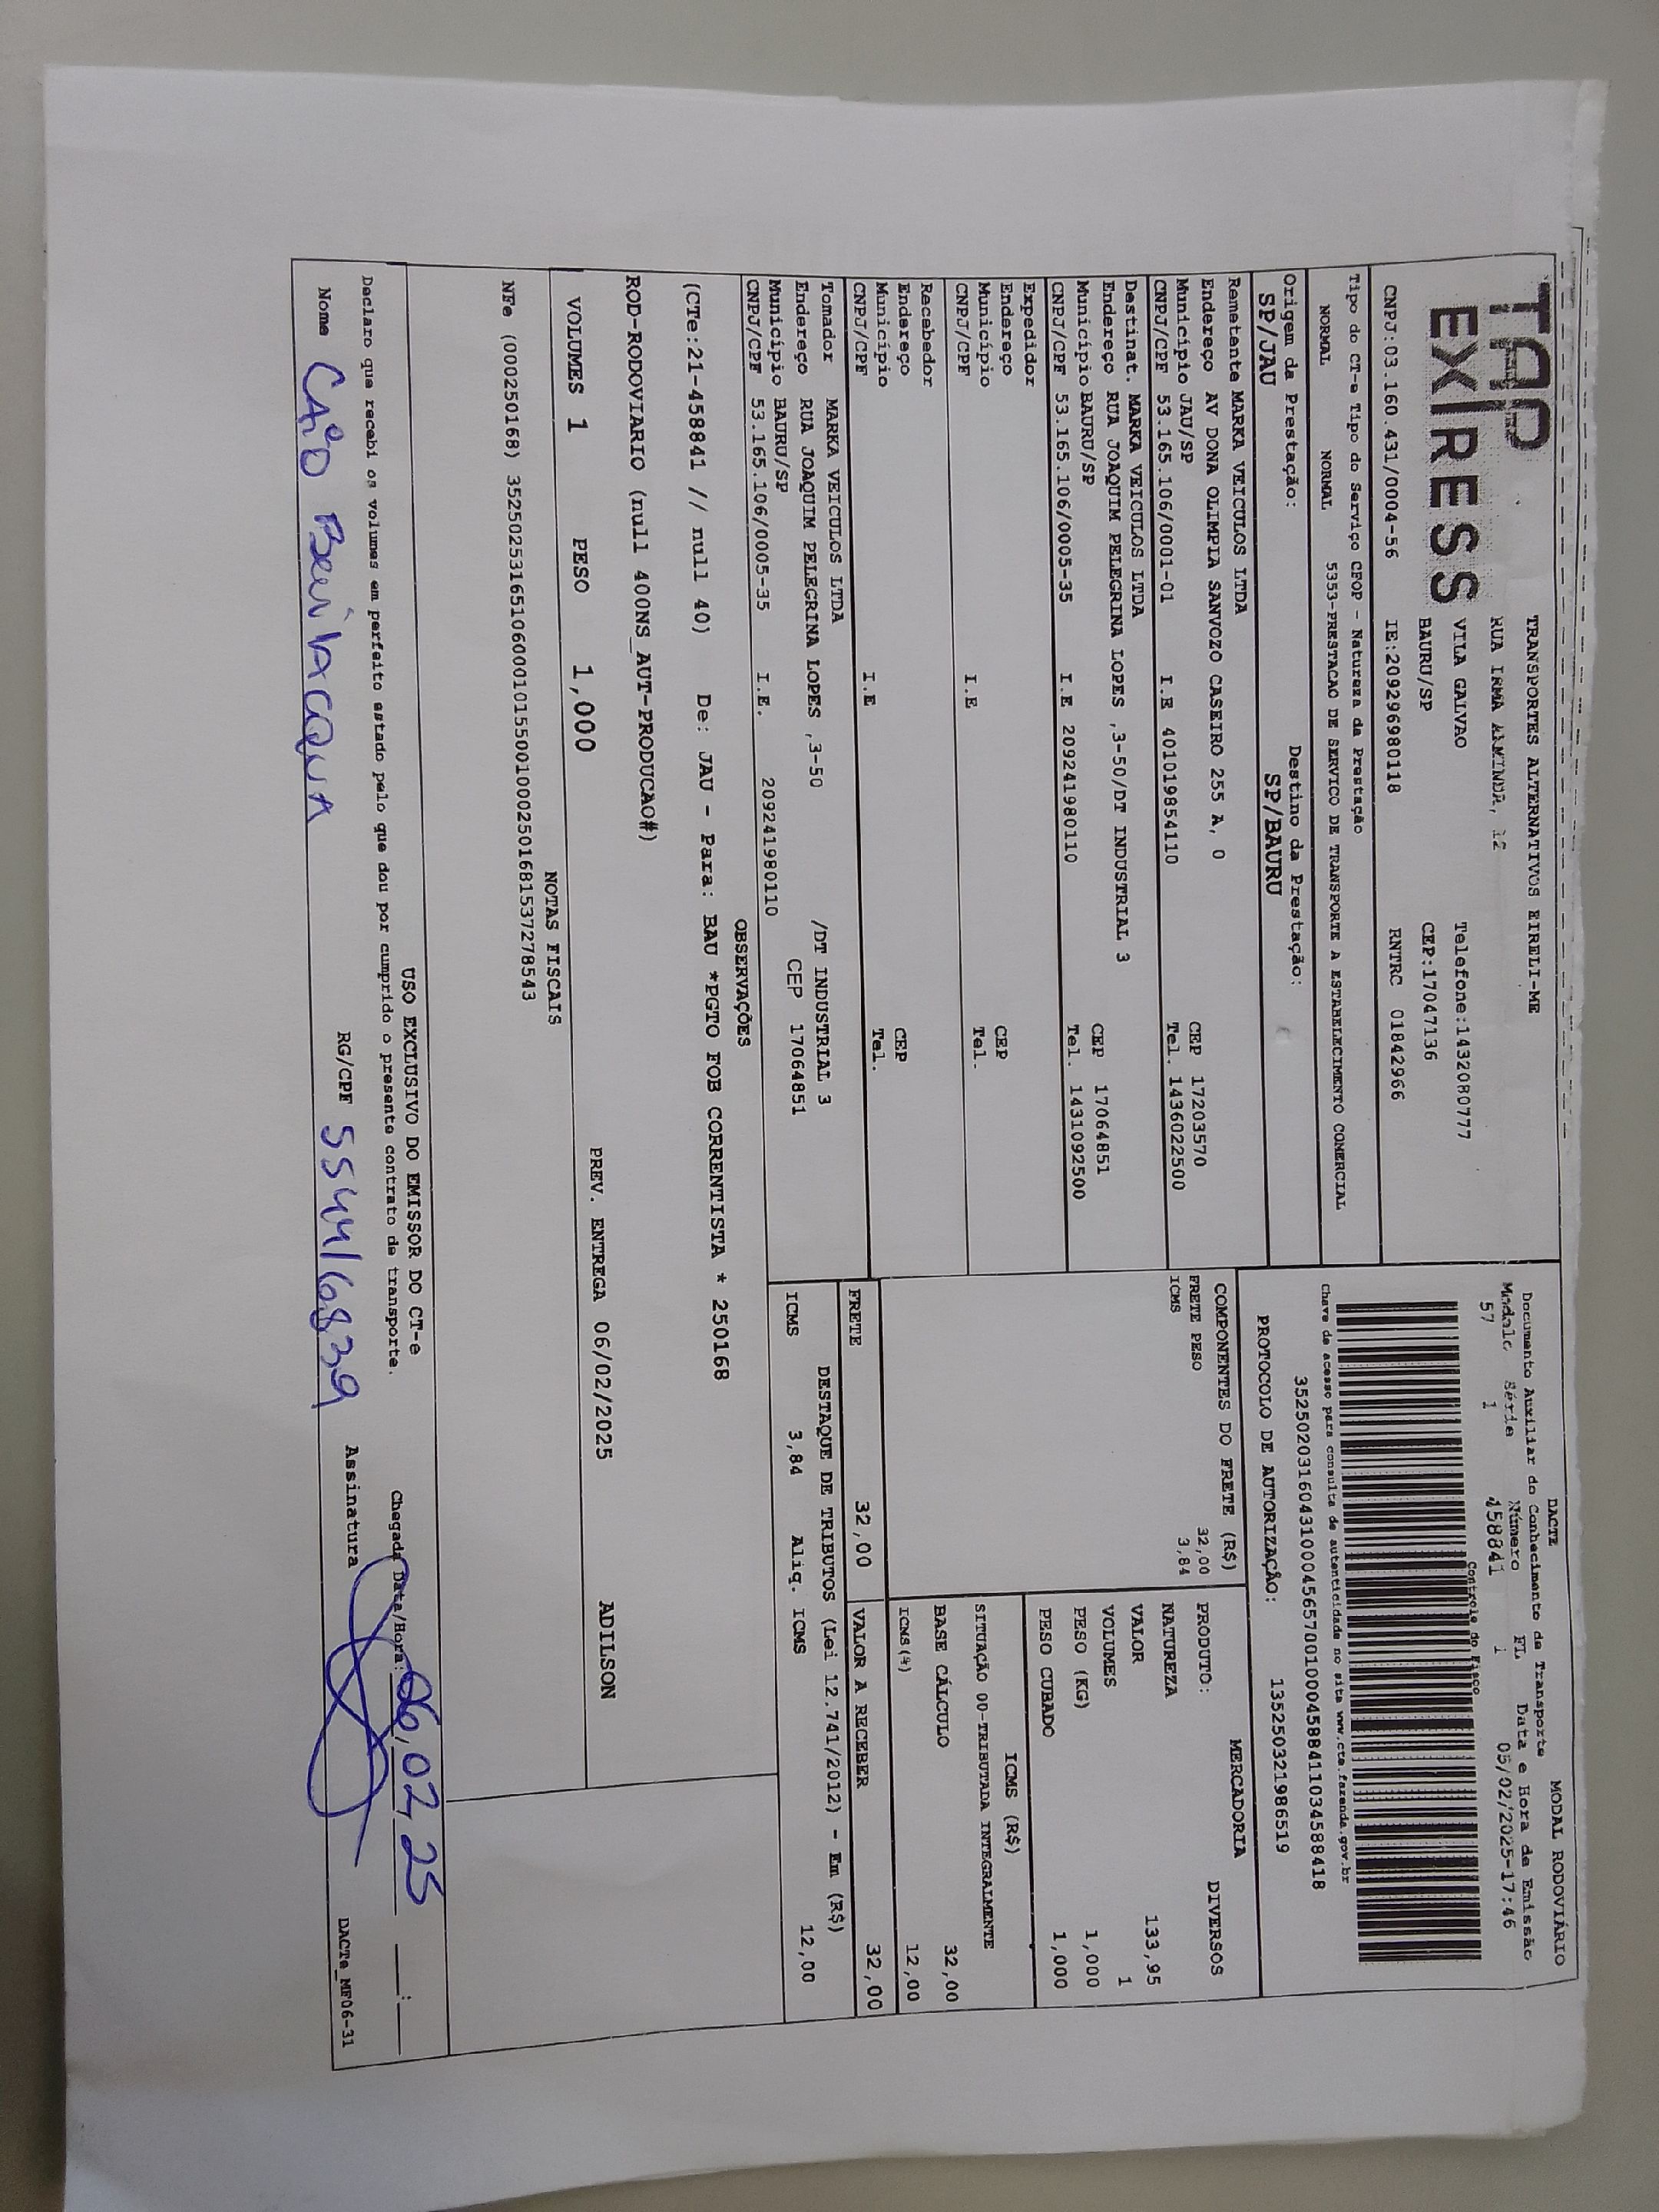 TAP
EX|RESS
TRANSPORTES ALTERNATIVOS EIRELI-ME
RUA IRMA ARMINDA, 12
VILA GALVAO Telefone:1432080777
BAURU/SP CEP:17047136
CNPJ:03.160.431/0004-56 IE:209296980118 RNTRC 01842966
DACTE MODAL RODOVIÁRIO
Documento Auxiliar do Conhecimento de Transporte
Modelo Série Número FL Data e Hora de Emissão
57 1 458841 1 05/02/2025-17:46
Controle do Fisco
Chave de acesso para consulta de autenticidade no site www.cte.fazenda.gov.br
35250203160431000456570010004588411034588418
PROTOCOLO DE AUTORIZAÇÃO: 135250321986519
Tipo do CT-e Tipo do Serviço CFOP - Natureza da Prestação
NORMAL NORMAL 5353-PRESTACAO DE SERVICO DE TRANSPORTE A ESTABELECIMENTO COMERCIAL
Origem da Prestação: Destino da Prestação:
SP/JAU SP/BAURU
Remetente MARKA VEICULOS LTDA
Endereço AV DONA OLIMPIA SANVOZO CASEIRO 255 A, 0 CEP 17203570
Município JAU/SP Tel. 1436022500
CNPJ/CPF 53.165.106/0001-01 I.E 401019854110
Destinat. MARKA VEICULOS LTDA
Endereço RUA JOAQUIM PELEGRINA LOPES ,3-50/DT INDUSTRIAL 3
Município BAURU/SP CEP 17064851
CNPJ/CPF 53.165.106/0005-35 I.E 209241980110 Tel. 1431092500
Expedidor
Endereço
Município CEP
CNPJ/CPF I.E Tel.
Recebedor
Endereço
Município CEP
CNPJ/CPF I.E Tel.
Tomador MARKA VEICULOS LTDA
Endereço RUA JOAQUIM PELEGRINA LOPES ,3-50 /DT INDUSTRIAL 3
Município BAURU/SP CEP 17064851
CNPJ/CPF 53.165.106/0005-35 I.E. 209241980110
COMPONENTES DO FRETE (R$)
FRETE PESO 32,00
ICMS 3,84
MERCADORIA
PRODUTO: DIVERSOS
NATUREZA
VALOR 133,95
VOLUMES 1
PESO (KG) 1,000
PESO CUBADO 1,000
ICMS (R$)
SITUAÇÃO 00-TRIBUTADA INTEGRALMENTE
BASE CÁLCULO 32,00
ICMS(%) 12,00
FRETE 32,00 VALOR A RECEBER 32,00
DESTAQUE DE TRIBUTOS (Lei 12.741/2012) - Em (R$)
ICMS 3,84 Aliq. ICMS 12,00
OBSERVAÇÕES
(CTe:21-458841 // null 40) De: JAU - Para: BAU *PGTO FOB CORRENTISTA * 250168
ROD-RODOVIARIO (null 400NS_AUT-PRODUCAO#)
VOLUMES 1 PESO 1,000 PREV. ENTREGA 06/02/2025 ADILSON
NOTAS FISCAIS
NFe (000250168) 35250253165106000101550010002501681537278543
USO EXCLUSIVO DO EMISSOR DO CT-e
Declaro que recebi os volumes em perfeito estado pelo que dou por cumprido o presente contrato de transporte. Chegada Data/Hora: 06,02,25 __:__
Nome CAiO BeviLACQUA RG/CPF 5544/6839 Assinatura
DACTe_MF06-31